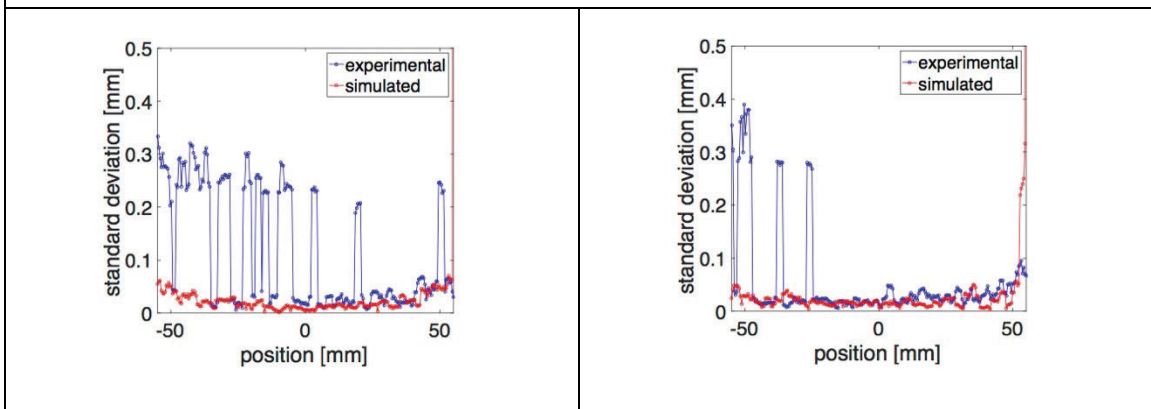 0.5
0.4
0.3
0.2
0.1
0
standard deviation [mm]
experimental
simulated
-50
0
50
position [mm]
0.5
0.4
0.3
0.2
0.1
0
standard deviation [mm]
experimental
simulated
-50
0
50
position [mm]